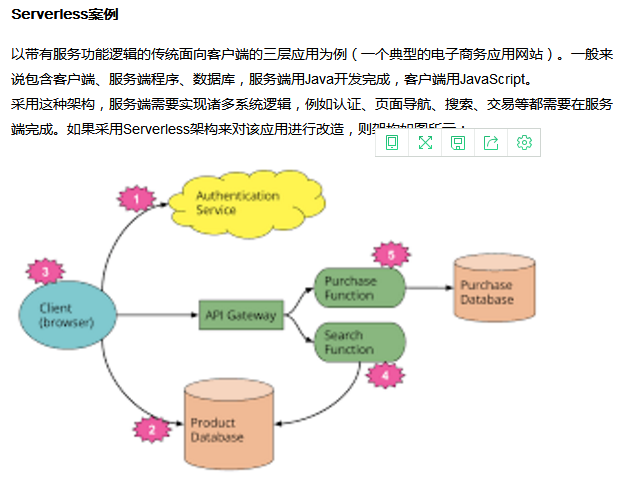 Serverless案例
以带有服务功能逻辑的传统面向客户端的三层应用为例（一个典型的电子商务应用网站）。一般来
说包含客户端、服务端程序、数据库，服务端用Java开发完成，客户端用JavaScript。
采用这种架构，服务端需要实现诸多系统逻辑，例如认证、页面导航、搜索、交易等都需要在服务
端完成。如果采用Serverless架构来对该应用进行改造，则架构如图所示：
1
Authentication
Service
3
5
Client
(browser)
API Gateway
Purchase
Function
Purchase
Database
Search
Function
4
2
Product
Database